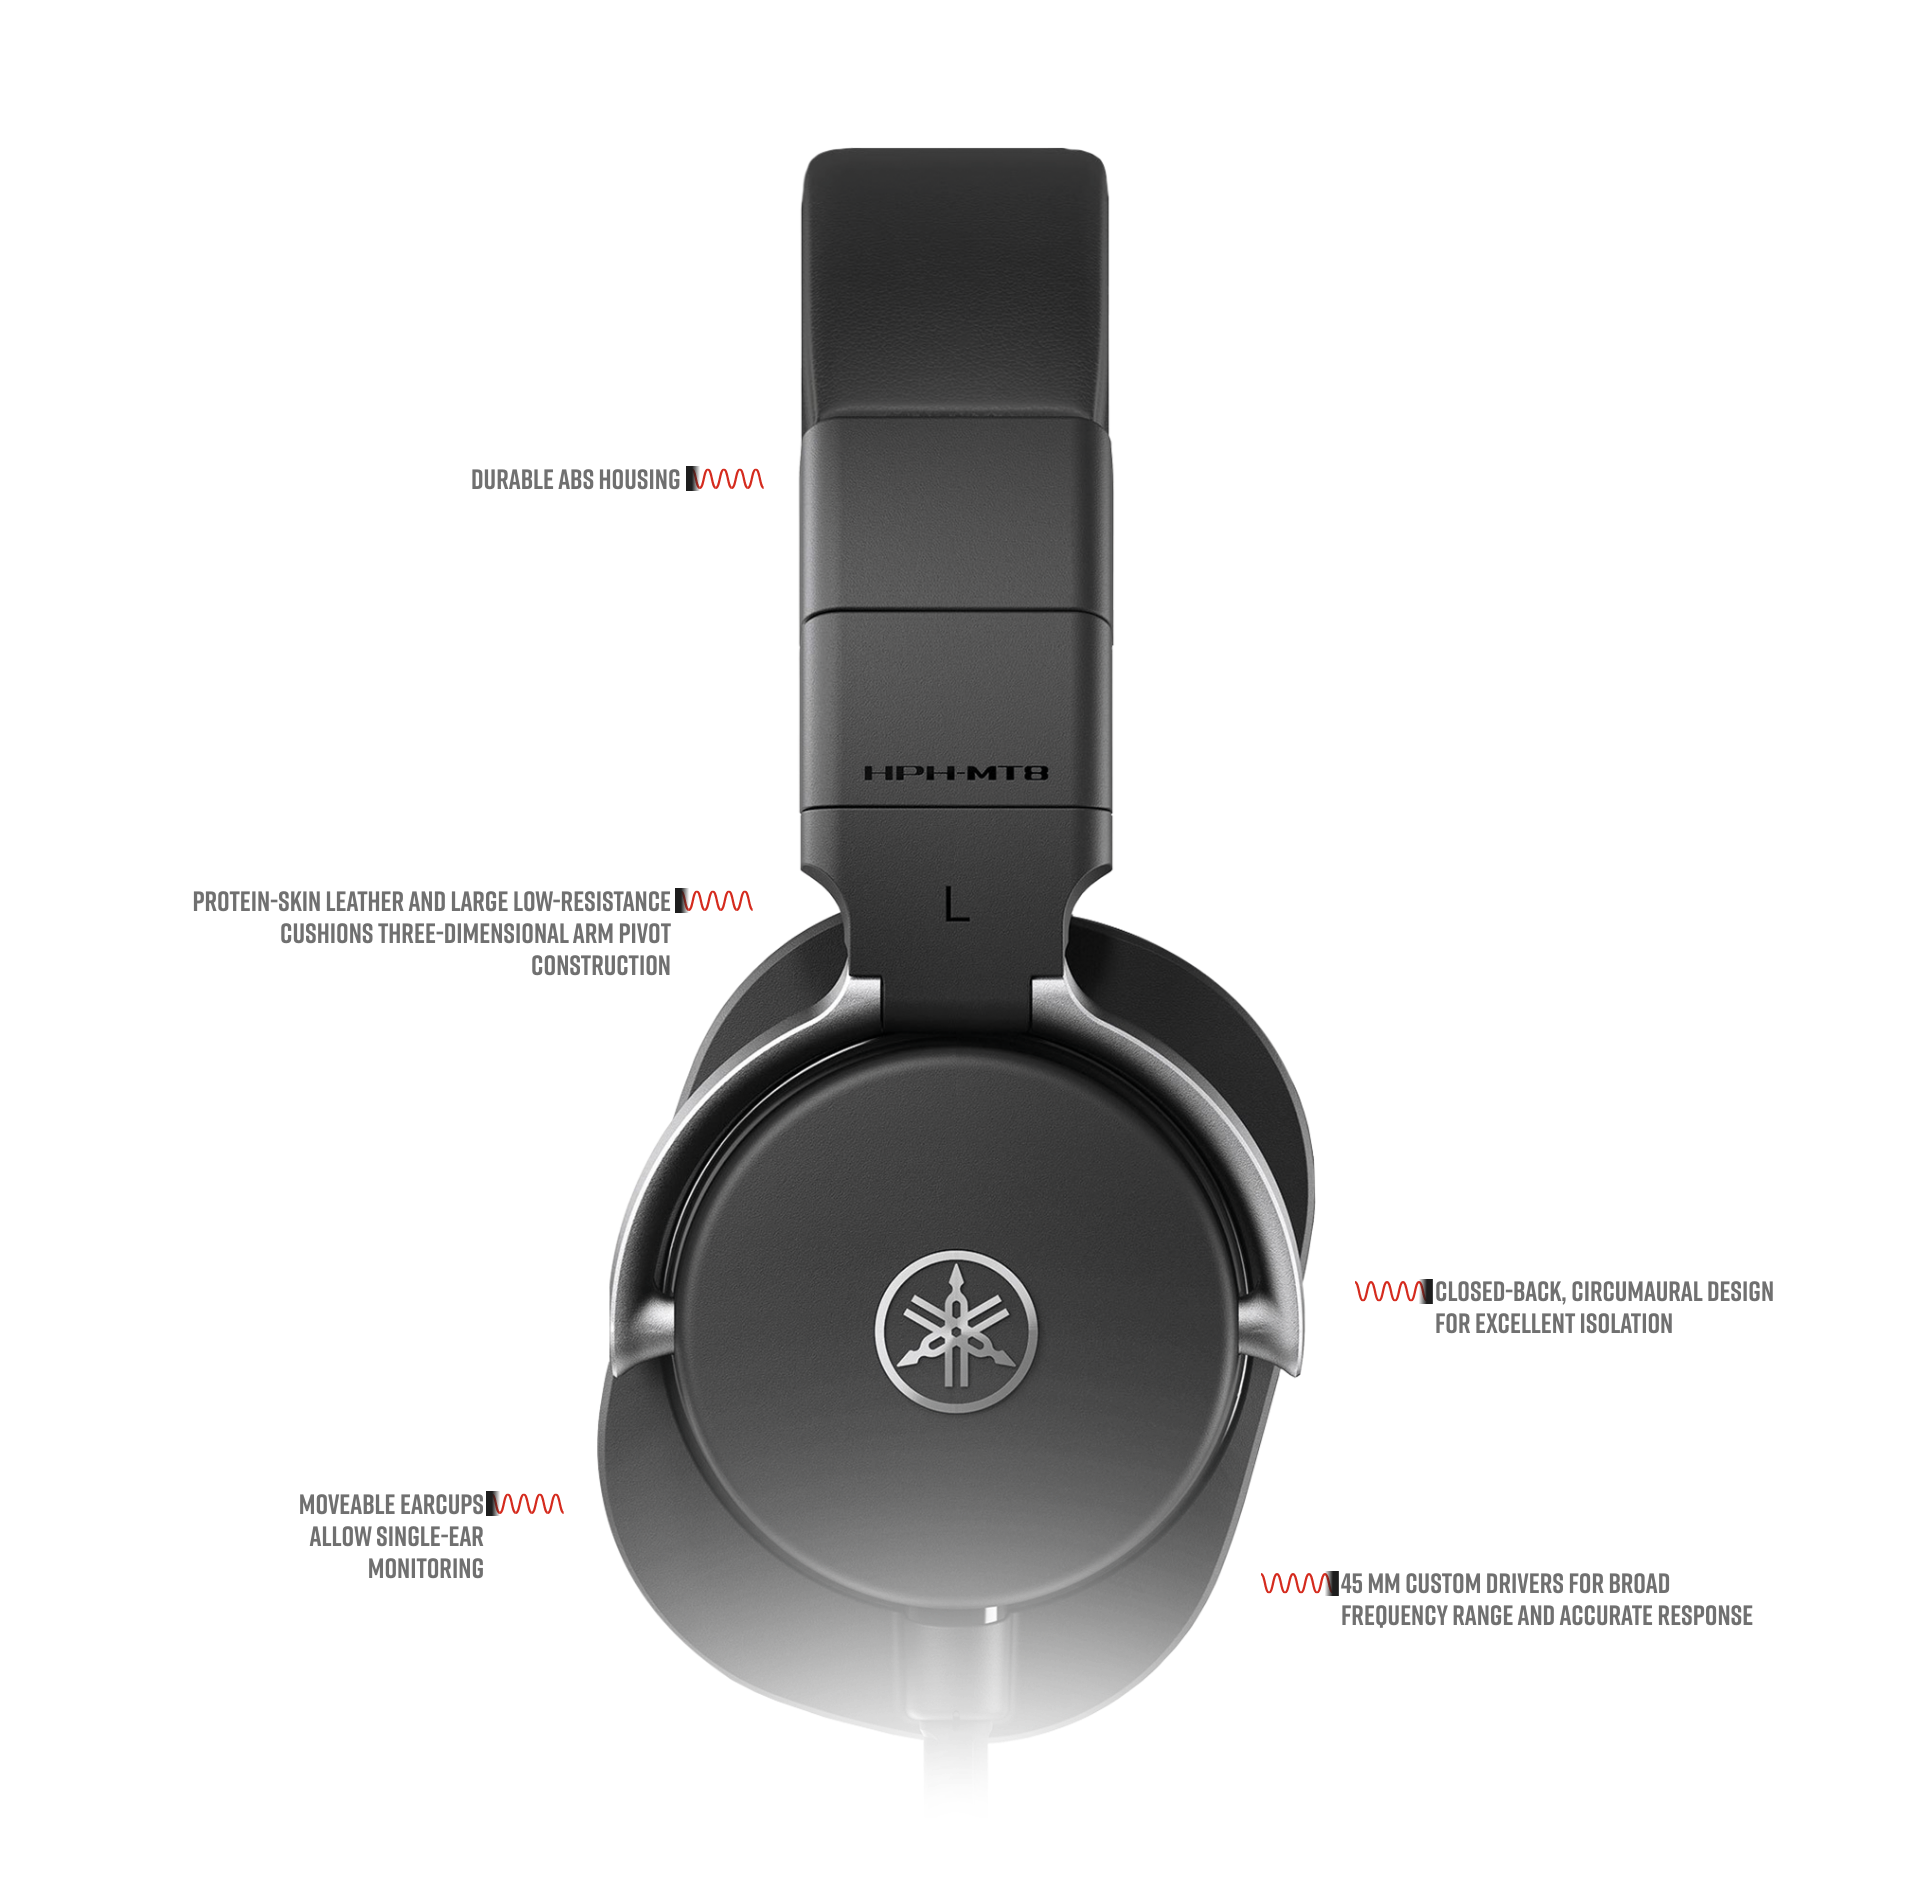 DURABLE ABS HOUSING
HPH-MT8
PROTEIN-SKIN LEATHER AND LARGE LOW-RESISTANCE
CUSHIONS THREE-DIMENSIONAL ARM PIVOT
CONSTRUCTION
L
CLOSED-BACK, CIRCUMAURAL DESIGN
FOR EXCELLENT ISOLATION
MOVEABLE EARCUPS
ALLOW SINGLE-EAR
MONITORING
45 MM CUSTOM DRIVERS FOR BROAD
FREQUENCY RANGE AND ACCURATE RESPONSE